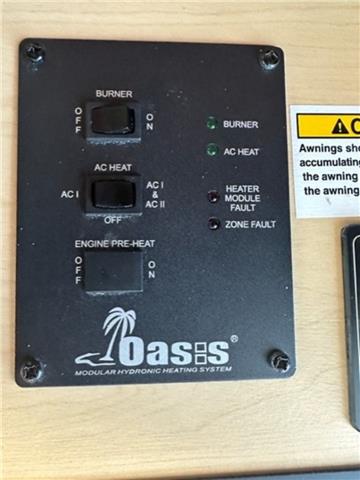 BURNER
OFF
ON
BURNER
AC HEAT
AC HEAT
AC I
AC I & AC II
OFF
HEATER MODULE FAULT
ZONE FAULT
ENGINE PRE-HEAT
OFF
ON
Oasis®
MODULAR HYDRONIC HEATING SYSTEM
Awnings sho
accumulating
the awning
the awning